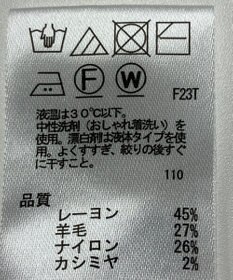 F
W
F23T
液温は30℃以下。
中性洗剤(おしゃれ着洗い)を
使用。漂白剤は液体タイプを使
用。よくすすぎ、絞りの後すぐ
に干すこと。
110
品質
レーヨン 45%
羊毛 27%
ナイロン 26%
カシミヤ 2%